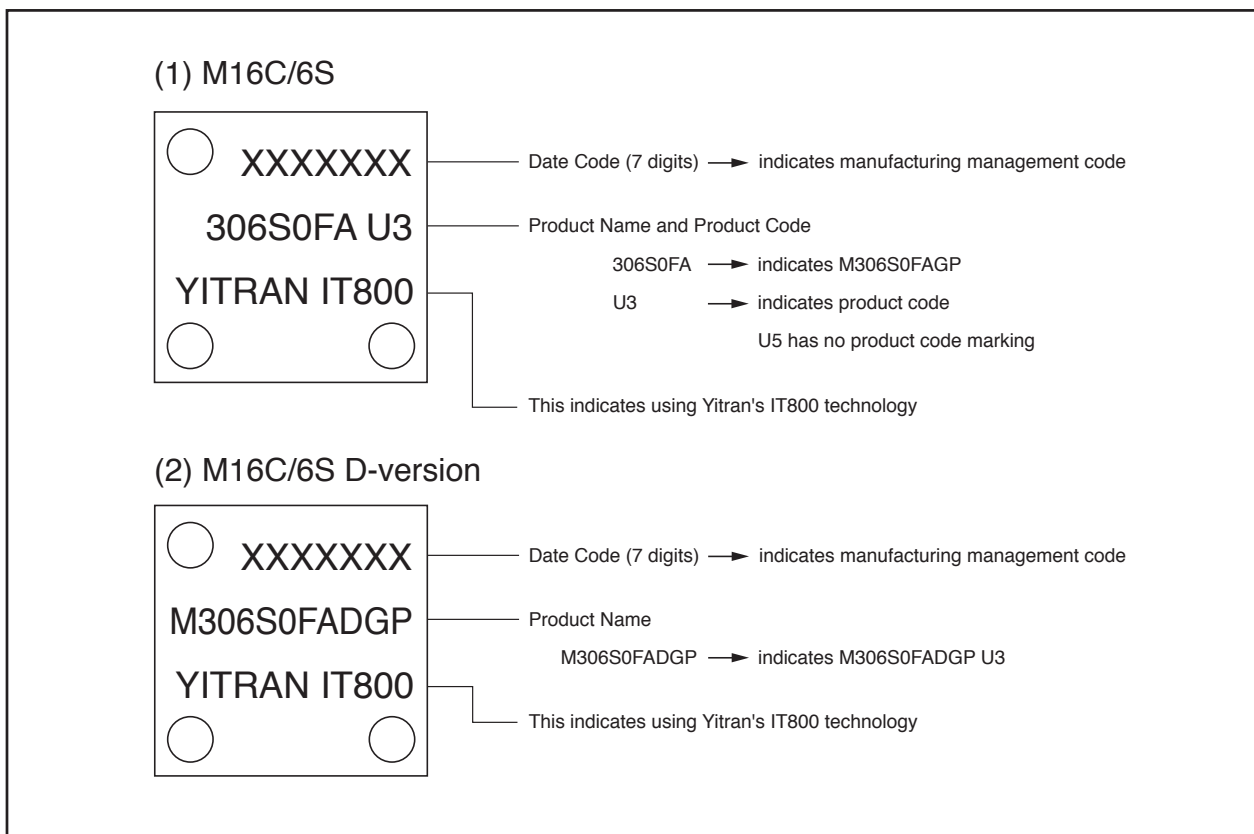 (1) M16C/6S
XXXXXXX
Date Code (7 digits) → indicates manufacturing management code
306S0FA U3
Product Name and Product Code
306S0FA → indicates M306S0FAGP
YITRAN IT800
U3 → indicates product code
U5 has no product code marking
This indicates using Yitran's IT800 technology
(2) M16C/6S D-version
XXXXXXX
Date Code (7 digits) → indicates manufacturing management code
M306S0FADGP
Product Name
M306S0FADGP → indicates M306S0FADGP U3
YITRAN IT800
This indicates using Yitran's IT800 technology